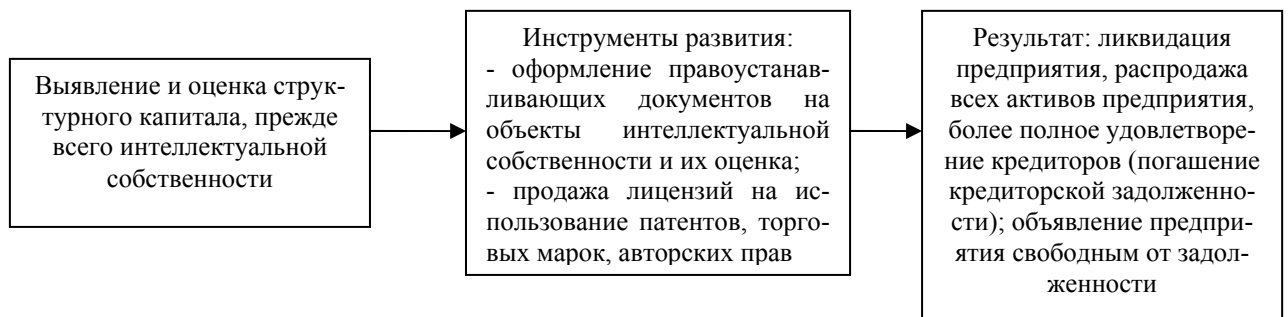 Выявление и оценка струк-
турного капитала, прежде
всего интеллектуальной
собственности
Инструменты развития:
- оформление правоустанав-
ливающих документов на
объекты интеллектуальной
собственности и их оценка;
- продажа лицензий на ис-
пользование патентов, торго-
вых марок, авторских прав
Результат: ликвидация
предприятия, распродажа
всех активов предприятия,
более полное удовлетворе-
ние кредиторов (погашение
кредиторской задолженно-
сти); объявление предпри-
ятия свободным от задол-
женности